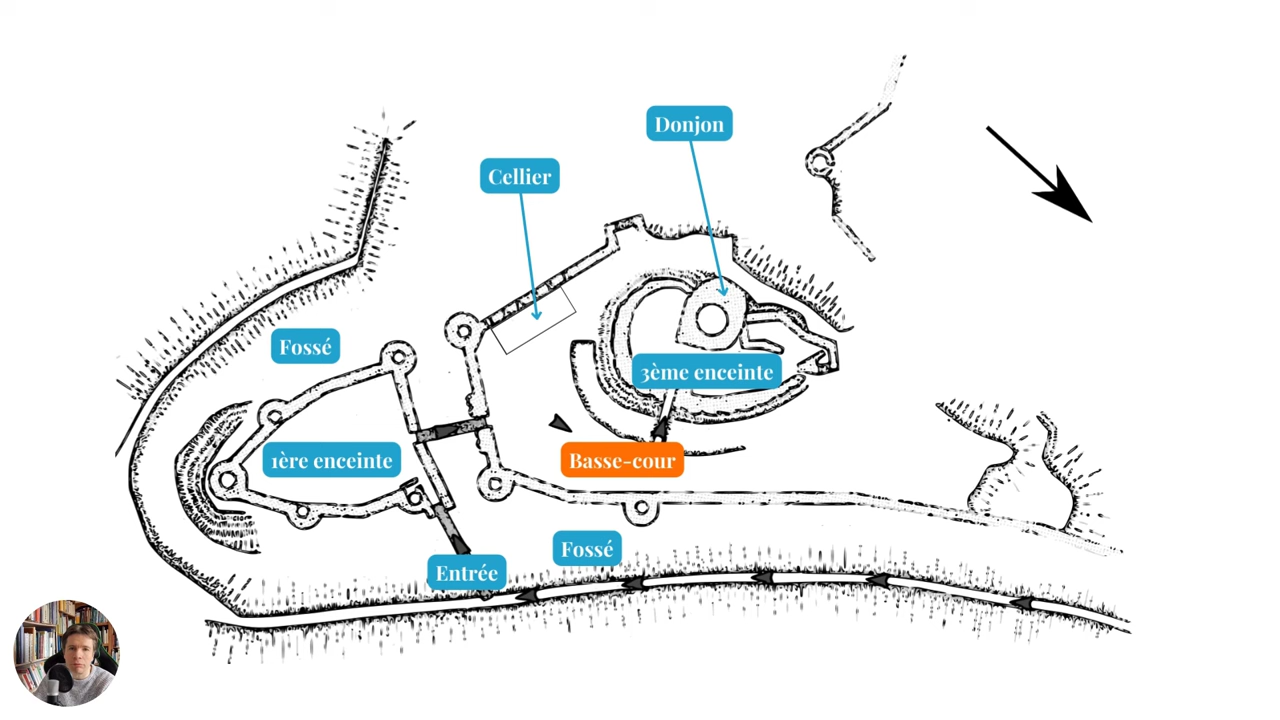 Donjon
Cellier
Fossé
3ème enceinte
1ère enceinte
Basse-cour
Fossé
Entrée